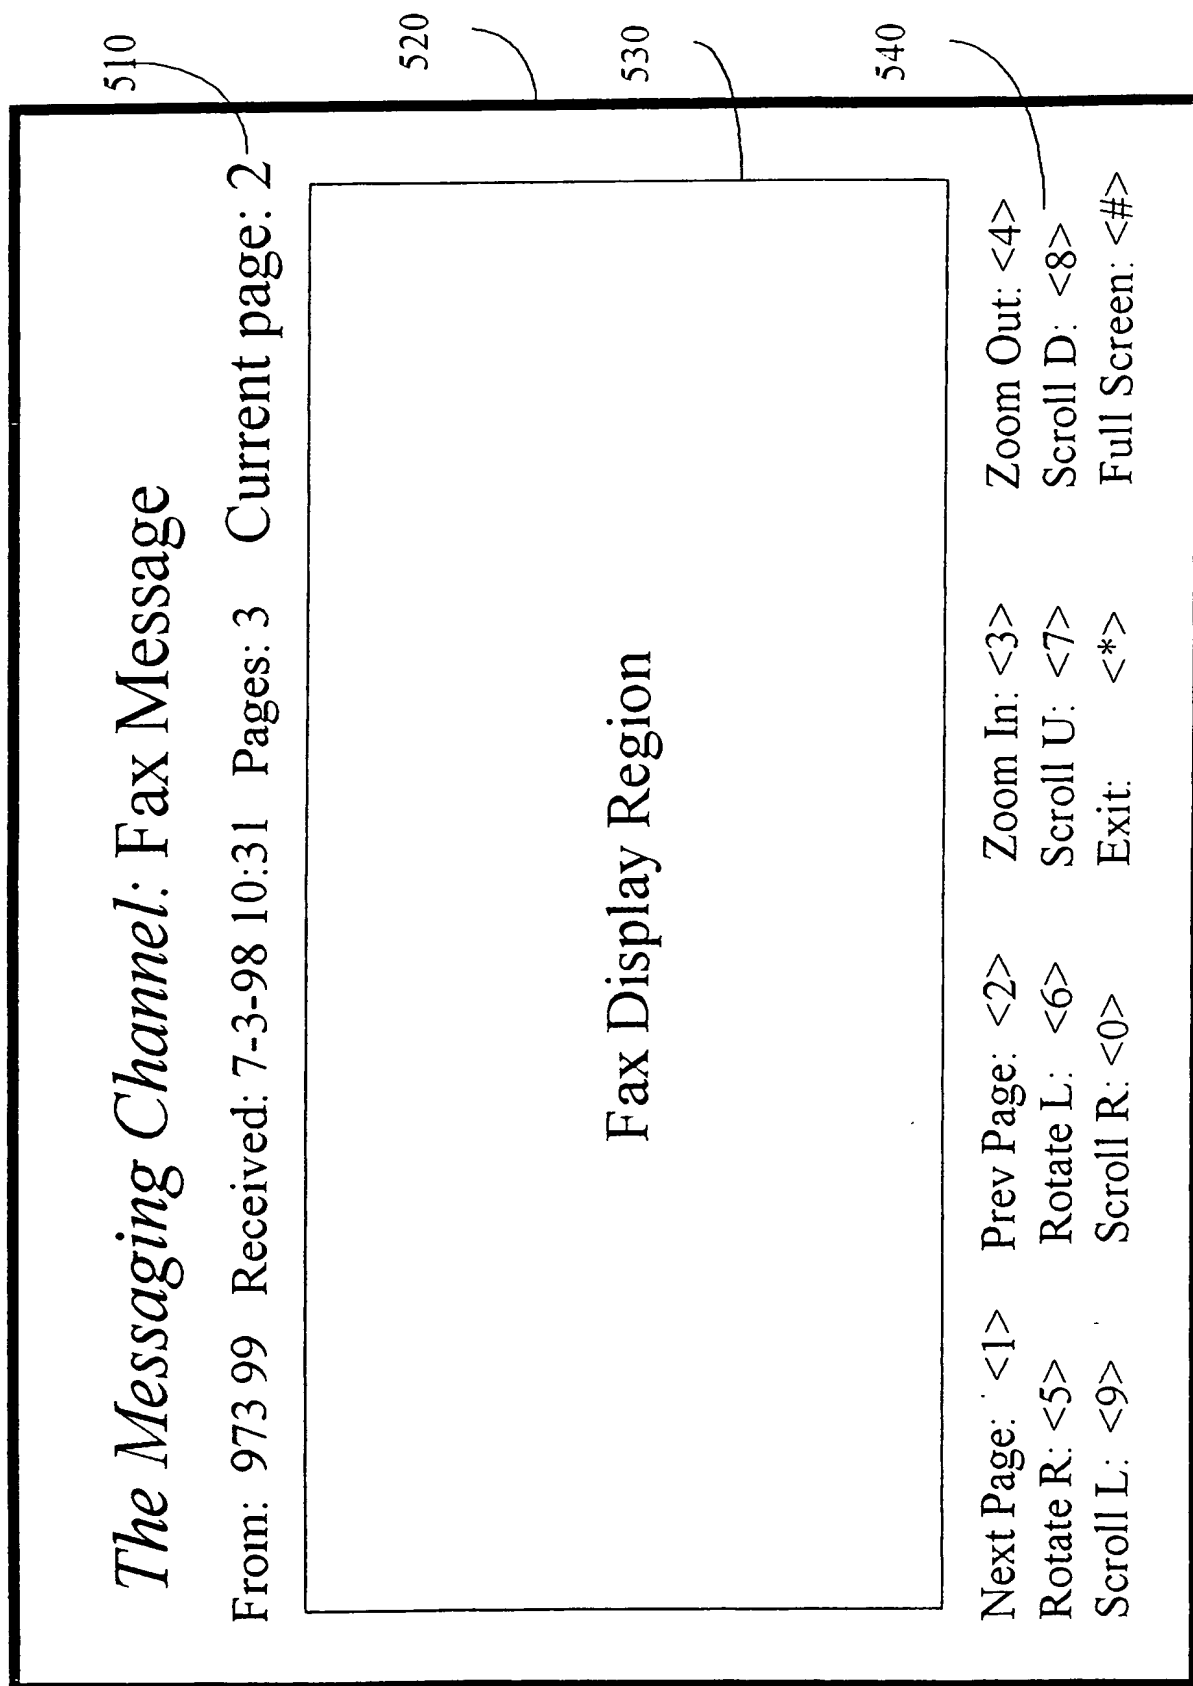 The Messaging Channel: Fax Message
From: 973 99 Received: 7-3-98 10:31 Pages: 3 Current page: 2
510
520
Fax Display Region
530
Next Page: <1> Prev Page: <2> Zoom In: <3> Zoom Out: <4>
Rotate R: <5> Rotate L: <6> Scroll U: <7> Scroll D: <8>
Scroll L: <9> Scroll R: <0> Exit: <*> Full Screen: <#>
540